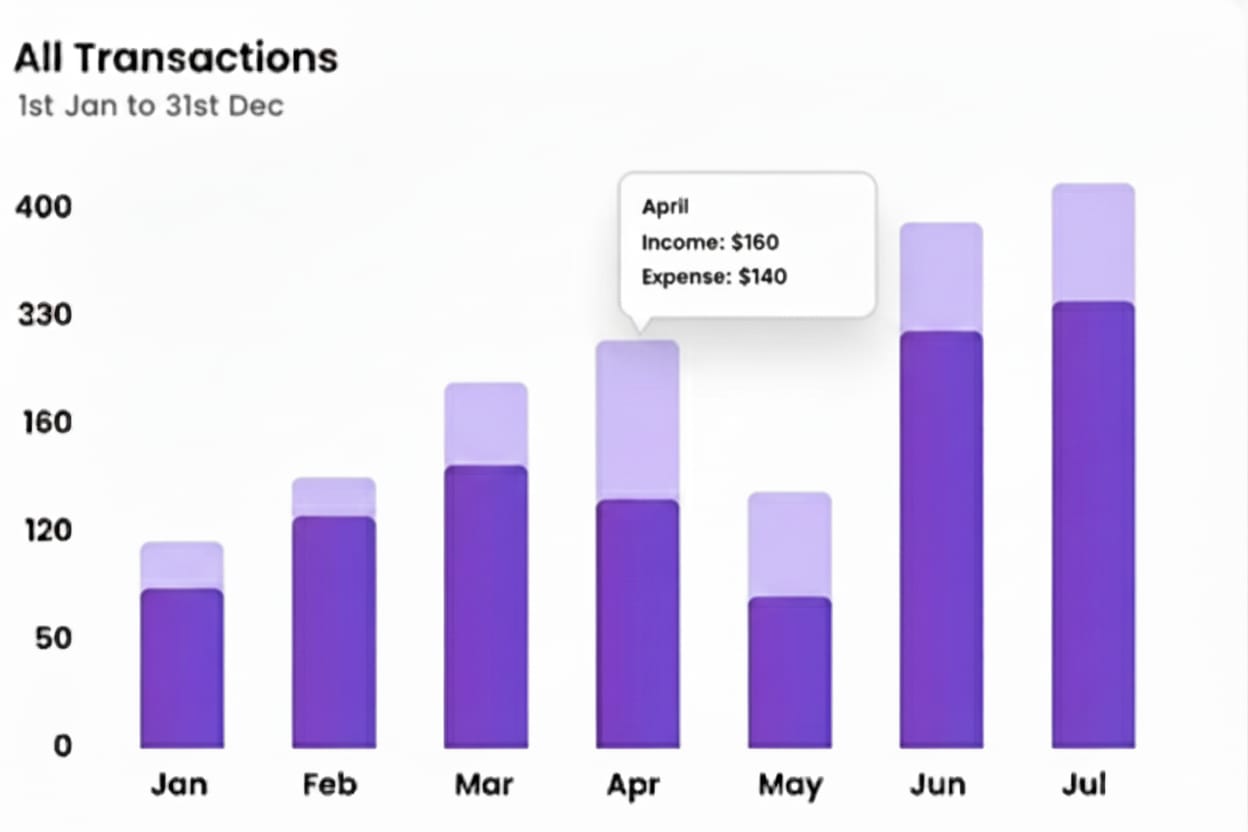 All Transactions
1st Jan to 31st Dec
400
330
160
120
50
0
April
Income: $160
Expense: $140
Jan Feb Mar Apr May Jun Jul